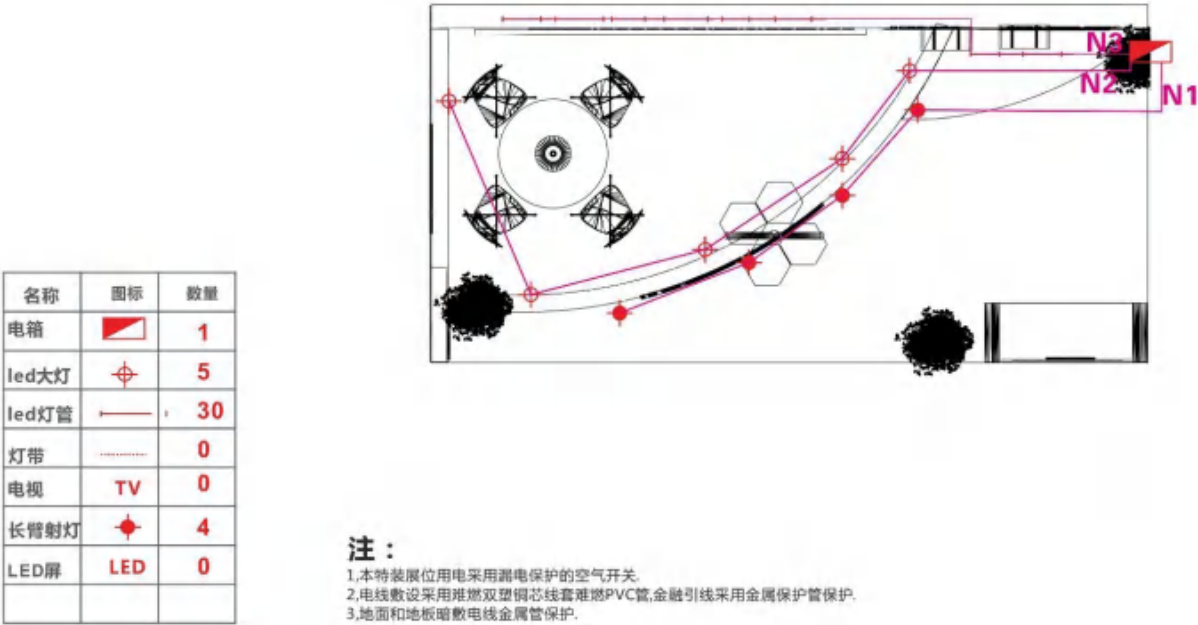 N3
N2
N1
名称 图标 数量
电箱 1
led大灯 5
led灯管 30
灯带 0
电视 TV 0
长臂射灯 4
LED屏 LED 0
注：
1,本特装展位用电采用漏电保护的空气开关.
2,电线敷设采用难燃双塑铜芯线套难燃PVC管,金融引线采用金属保护管保护.
3,地面和地板暗敷电线金属管保护.